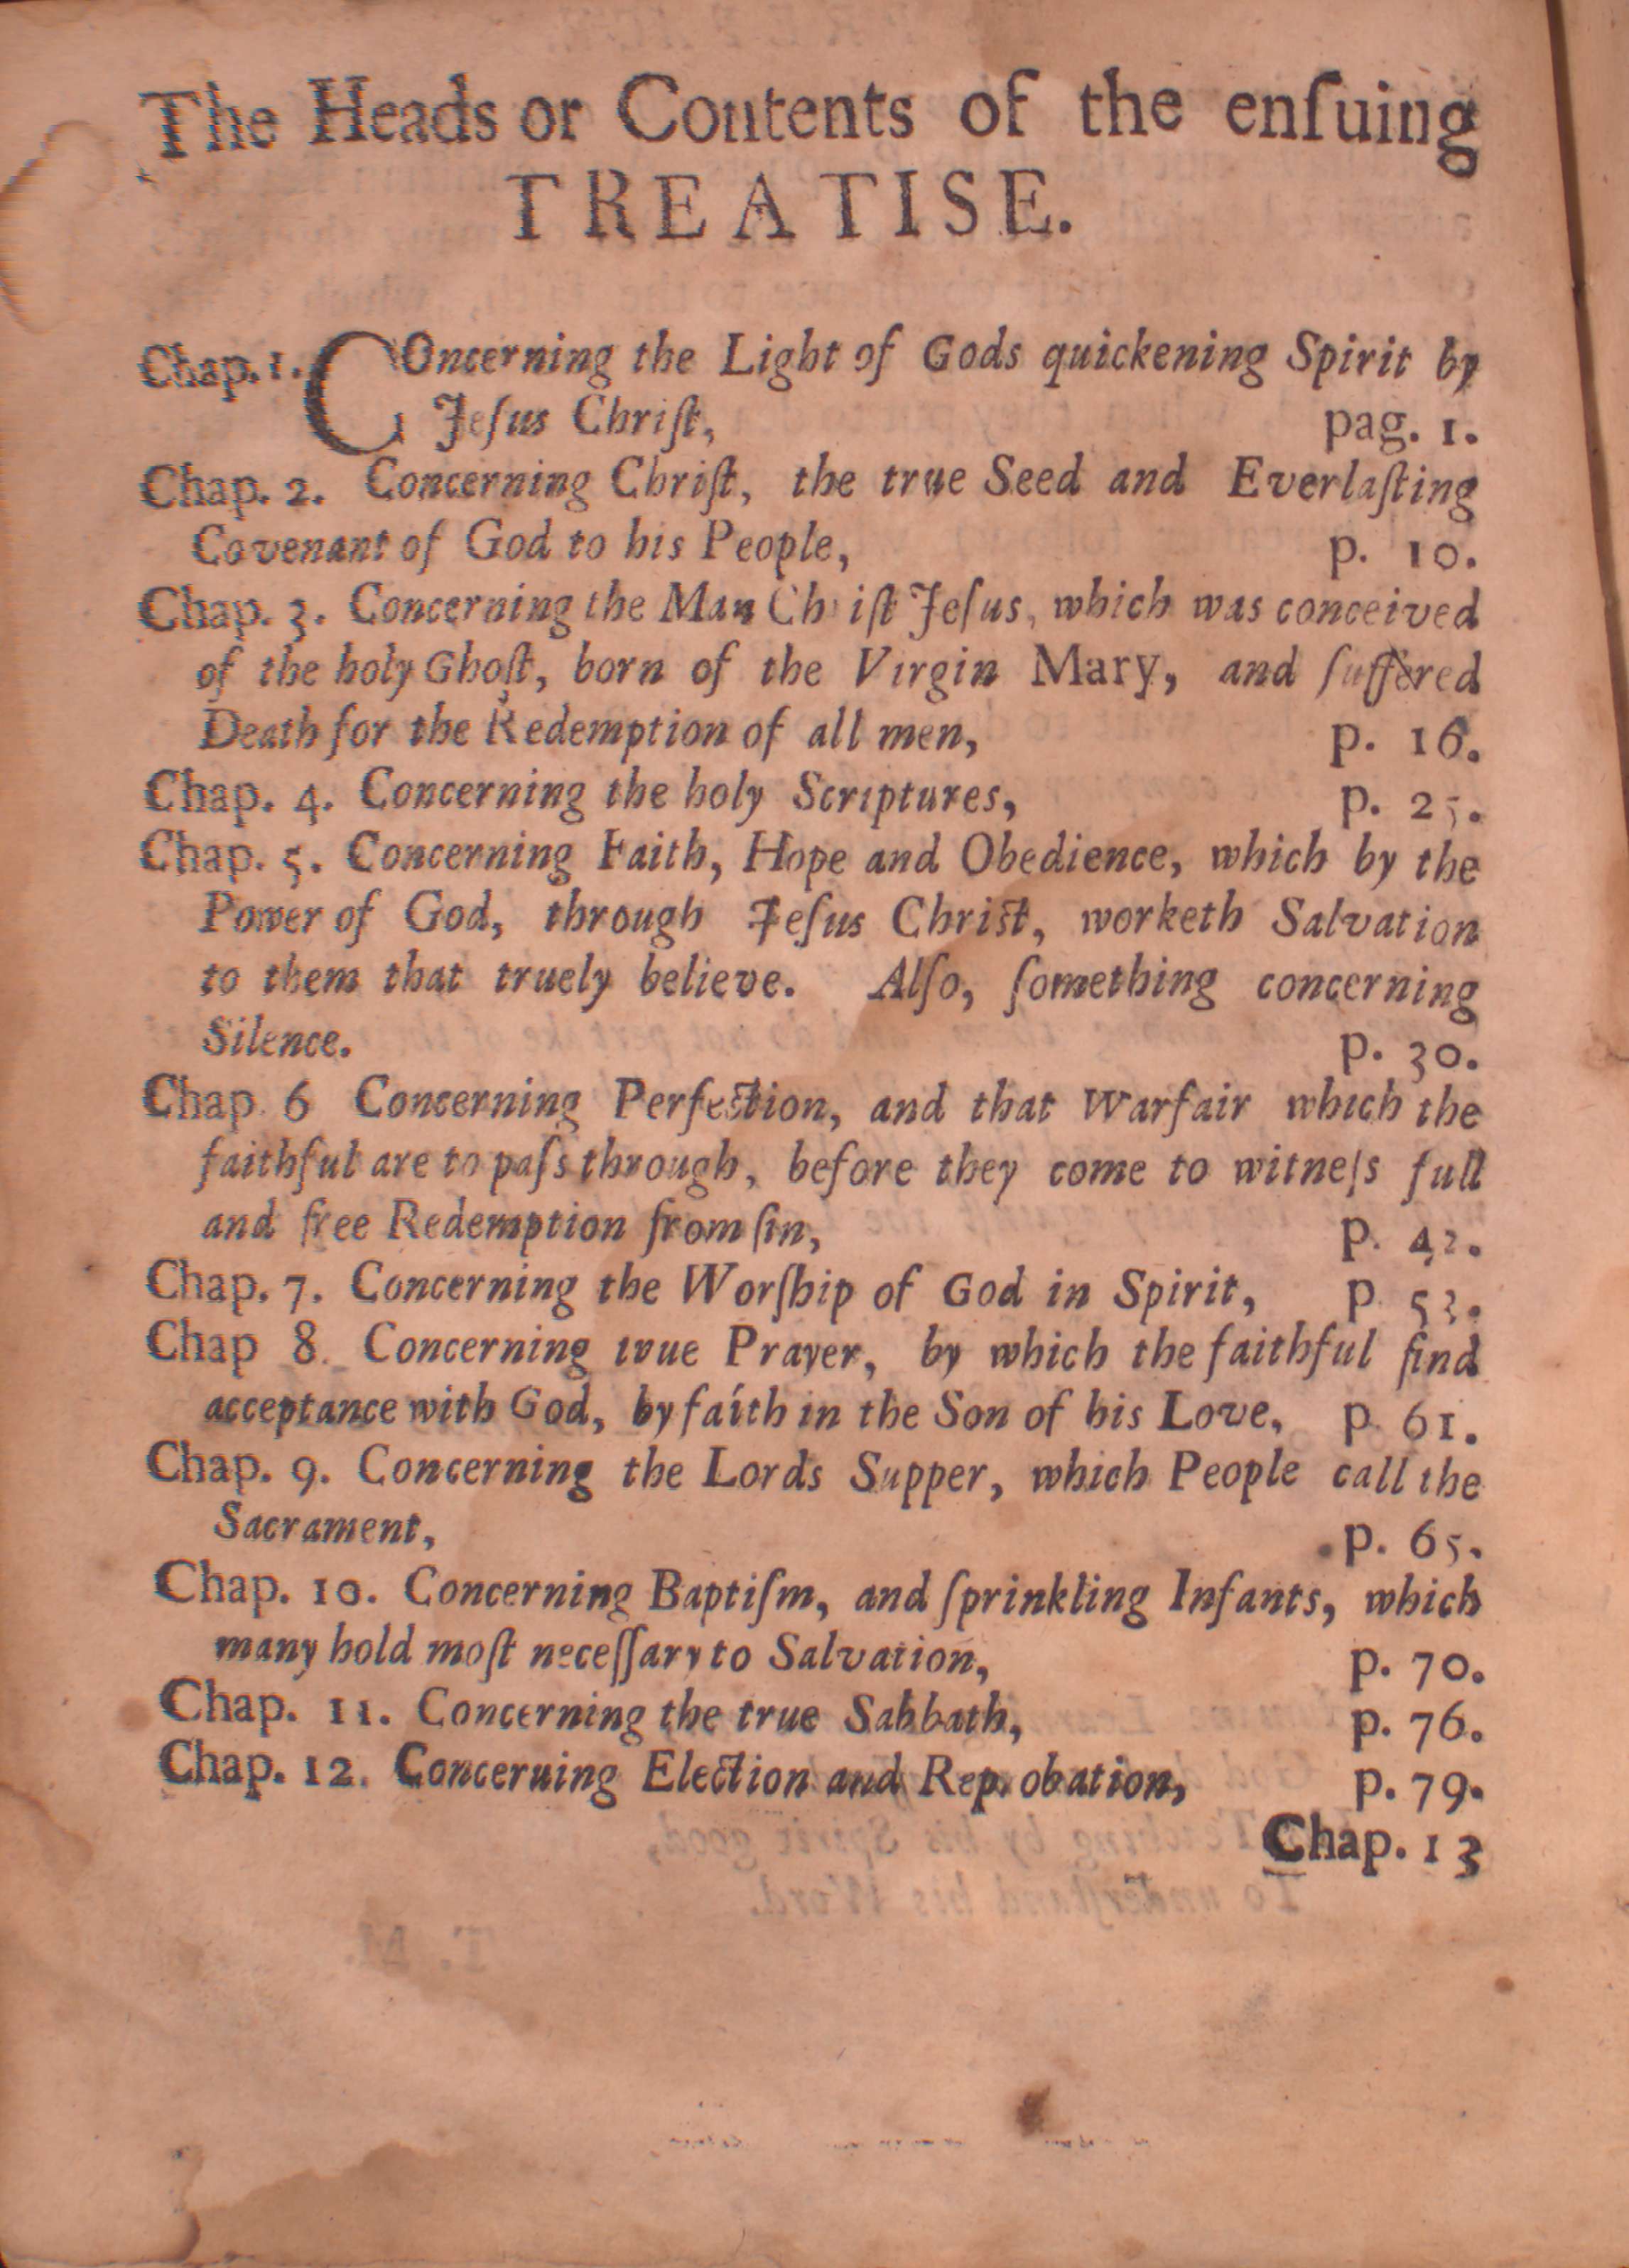 The Heads or Contents of the enſuing
TREATISE.
Chap. 1. COncerning the Light of Gods quickening Spirit by
Jeſus Chriſt, pag. 1.
Chap. 2. Concerning Chriſt, the true Seed and Everlaſting
Covenant of God to his People, p. 10.
Chap. 3. Concerning the Man Ch iſt Jeſus, which was conceived
of the holy Ghoſt, born of the Virgin Mary, and ſuffered
Death for the Redemption of all men, p. 16.
Chap. 4. Concerning the holy Scriptures, p. 25.
Chap. 5. Concerning Faith, Hope and Obedience, which by the
Power of God, through Jeſus Chriſt, worketh Salvation
to them that truely believe. Alſo, ſomething concerning
Silence. p. 30.
Chap. 6 Concerning Perfection, and that Warfair which the
faithful are to paſs through, before they come to witneſs full
and free Redemption from ſin, p. 42.
Chap. 7. Concerning the Worſhip of God in Spirit, p 53.
Chap 8. Concerning true Prayer, by which the faithful find
acceptance with God, by faith in the Son of his Love, p. 61.
Chap. 9. Concerning the Lords Supper, which People call the
Sacrament, p. 65.
Chap. 10. Concerning Baptiſm, and ſprinkling Infants, which
many hold moſt neceſſary to Salvation, p. 70.
Chap. 11. Concerning the true Sabbath, p. 76.
Chap. 12. Concerning Election and Rep. obation, p. 79.
Chap. 13